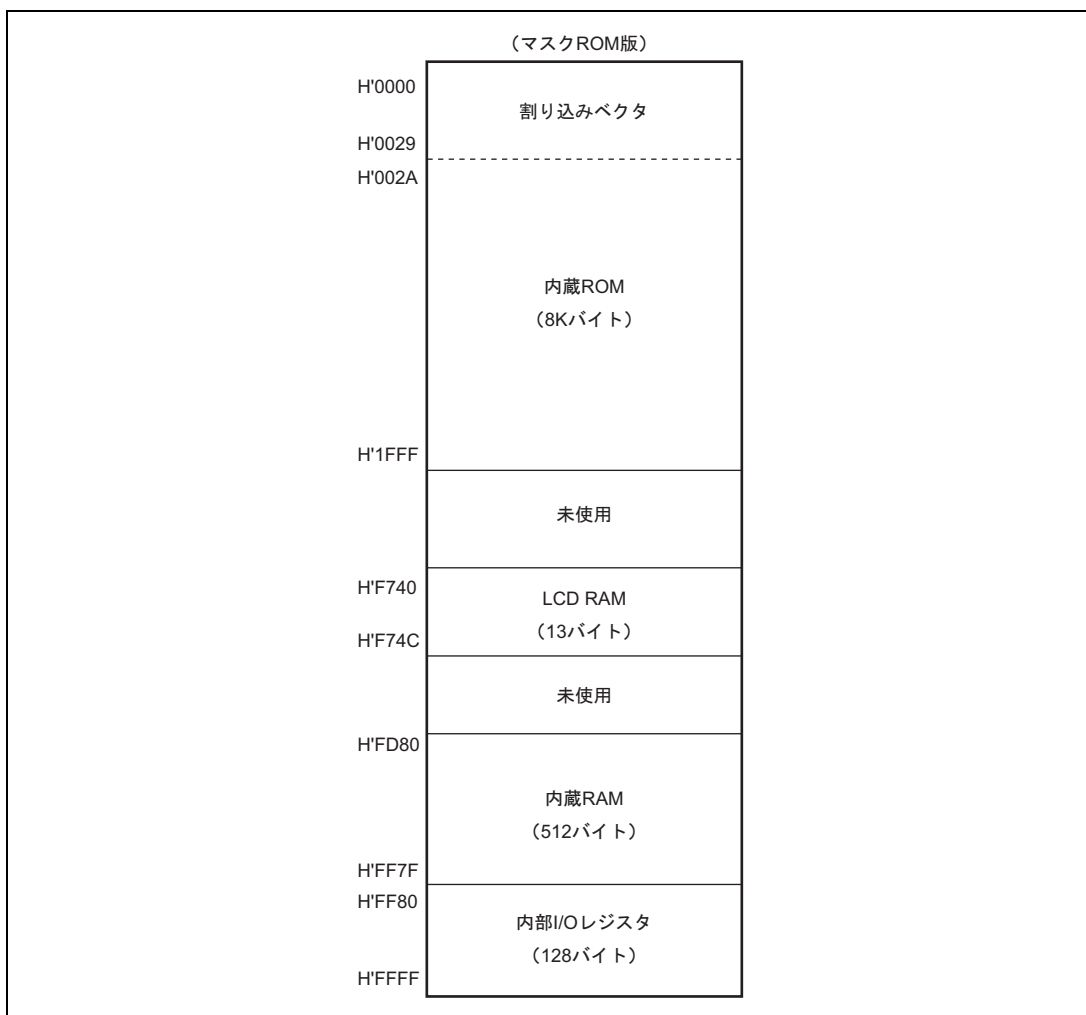 （マスクROM版）
H'0000
割り込みベクタ
H'0029
H'002A
内蔵ROM
（8Kバイト）
H'1FFF
未使用
H'F740
LCD RAM
（13バイト）
H'F74C
未使用
H'FD80
内蔵RAM
（512バイト）
H'FF7F
H'FF80
内部I/Oレジスタ
（128バイト）
H'FFFF